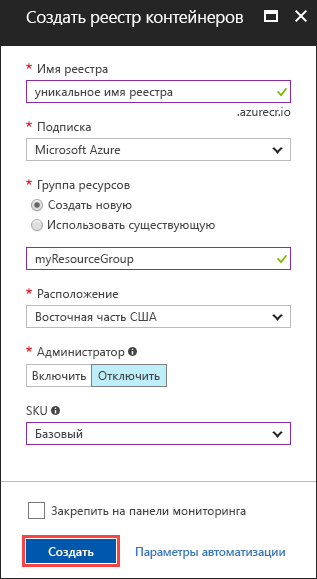 Создать реестр контейнеров
* Имя реестра
уникальное имя реестра
.azurecr.io
* Подписка
Microsoft Azure
* Группа ресурсов
Создать новую
Использовать существующую
myResourceGroup
* Расположение
Восточная часть США
* Администратор
Включить Отключить
SKU
Базовый
Закрепить на панели мониторинга
Создать Параметры автоматизации